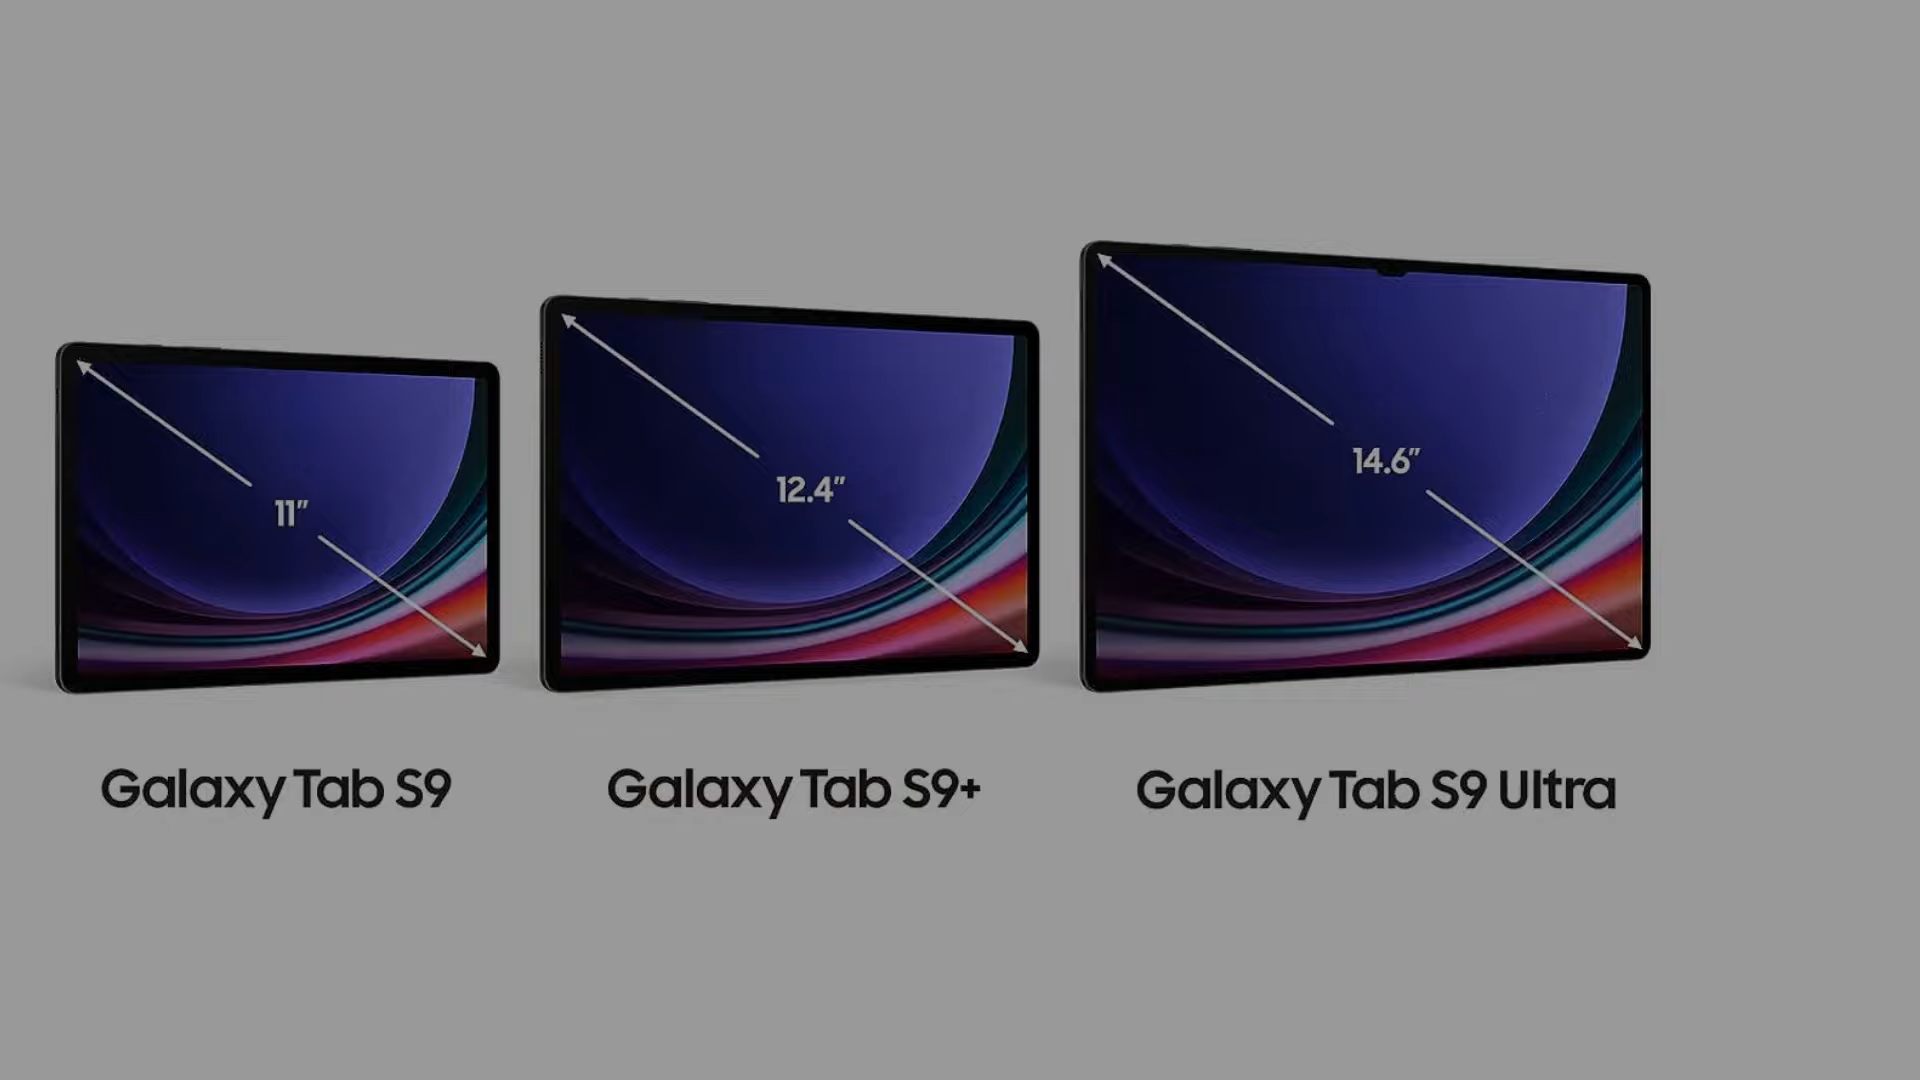 11″
12.4″
14.6″
Galaxy Tab S9
Galaxy Tab S9+
Galaxy Tab S9 Ultra